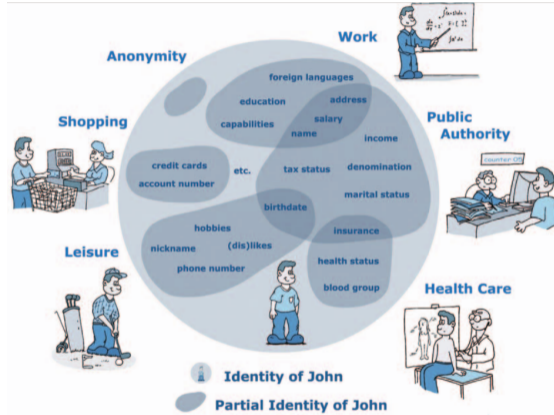 Work
Anonymity
foreign languages
education
address
capabilities
salary
name
Shopping
Public
Authority
income
credit cards
account number
etc.
tax status
denomination
marital status
birthdate
hobbies
nickname
(dis)likes
phone number
insurance
Leisure
health status
blood group
Health Care
Identity of John
Partial Identity of John